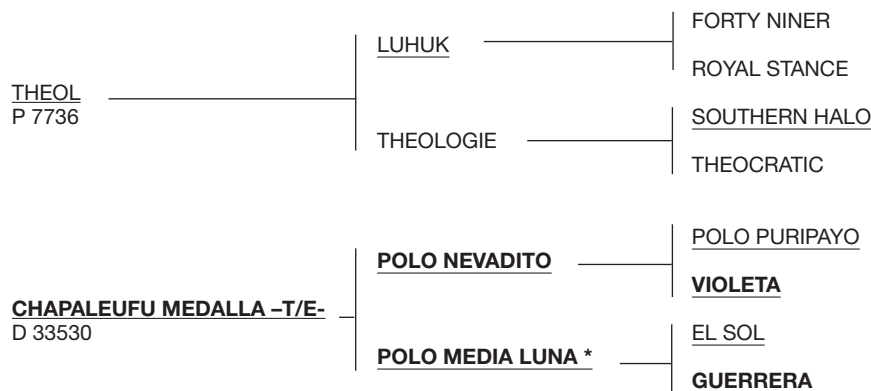 FORTY NINER
LUHUK
ROYAL STANCE
THEOL
P 7736
SOUTHERN HALO
THEOLOGIE
THEOCRATIC
POLO PURIPAYO
POLO NEVADITO
VIOLETA
CHAPALEUFU MEDALLA –T/E-
D 33530
EL SOL
POLO MEDIA LUNA *
GUERRERA